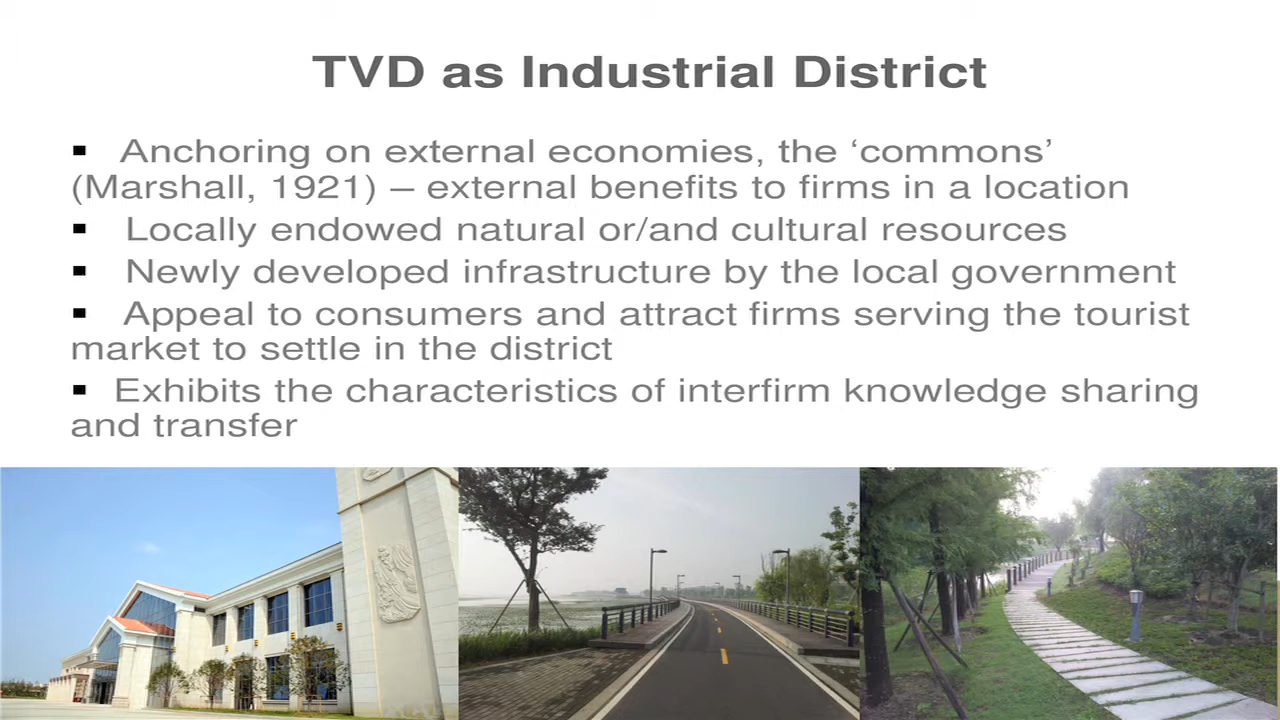 TVD as Industrial District
▪ Anchoring on external economies, the ‘commons’
(Marshall, 1921) – external benefits to firms in a location
▪ Locally endowed natural or/and cultural resources
▪ Newly developed infrastructure by the local government
▪ Appeal to consumers and attract firms serving the tourist
market to settle in the district
▪ Exhibits the characteristics of interfirm knowledge sharing
and transfer